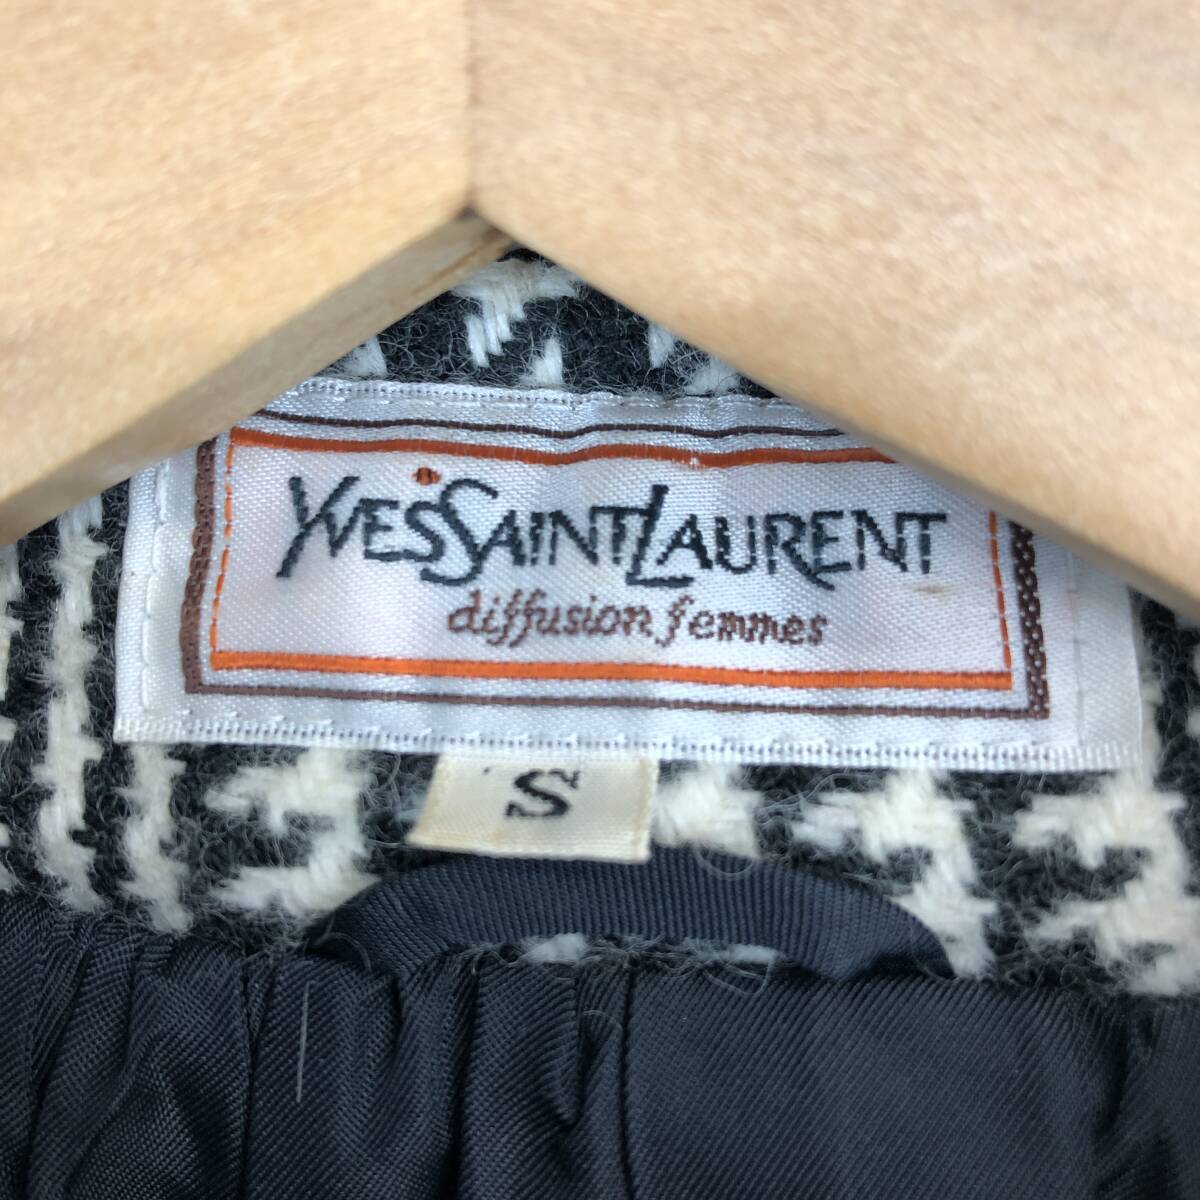 YVES SAINT LAURENT
diffusion femmes
S